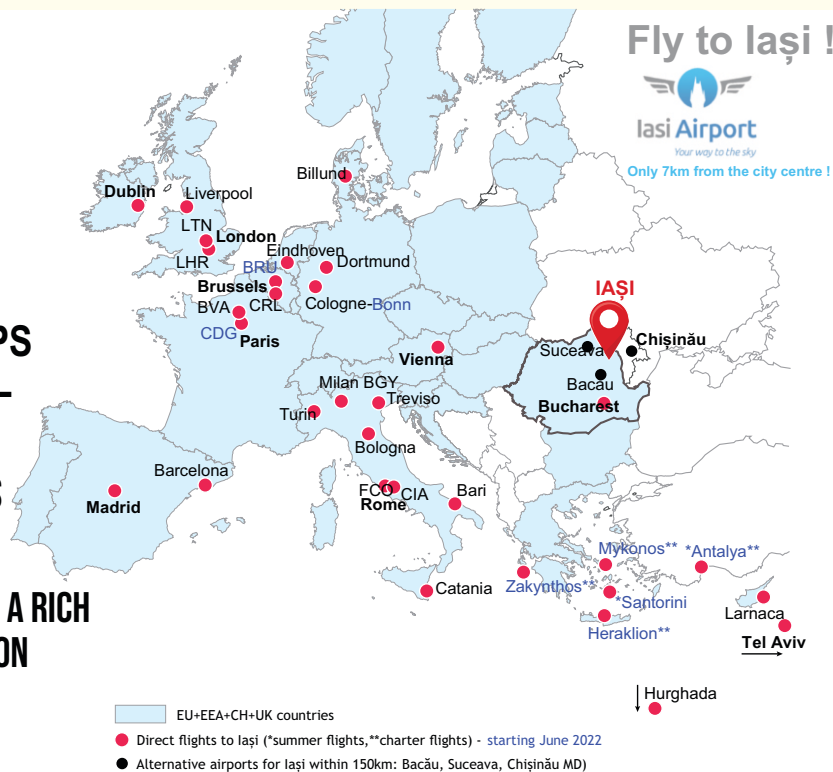 Fly to Iași !
Iasi Airport
Your way to the sky
Only 7km from the city centre !
Billund
Dublin
Liverpool
LTN
London
LHR
Eindhoven
BRU
Dortmund
Brussels
BVA
CRL
Cologne-Bonn
CDG
Paris
IAȘI
Suceava
Chișinău
Vienna
Bacău
Bucharest
Milan BGY
Treviso
Turin
Bologna
Barcelona
Madrid
FCO
CIA
Rome
Bari
Mykonos**
*Antalya**
Zakynthos**
Catania
*Santorini
Larnaca
Heraklion**
Tel Aviv
Hurghada
PS
S
A RICH
ON
EU+EEA+CH+UK countries
Direct flights to Iași (*summer flights,**charter flights) - starting June 2022
Alternative airports for Iași within 150km: Bacău, Suceava, Chișinău MD)